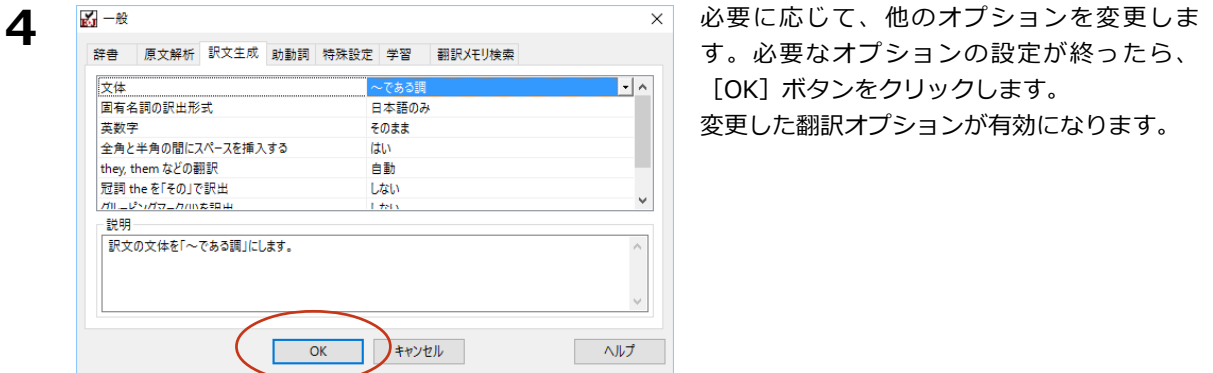 4
一般
辞書 原文解析 訳文生成 助動詞 特殊設定 学習 翻訳メモリ検索
文体 ～である調
固有名詞の訳出形式 日本語のみ
英数字 そのまま
全角と半角の間にスペースを挿入する はい
they, them などの翻訳 自動
冠詞 the を「その」で訳出 しない
説明
訳文の文体を「～である調」にします。
OK キャンセル ヘルプ
必要に応じて、他のオプションを変更しま
す。必要なオプションの設定が終ったら、
［OK］ボタンをクリックします。
変更した翻訳オプションが有効になります。